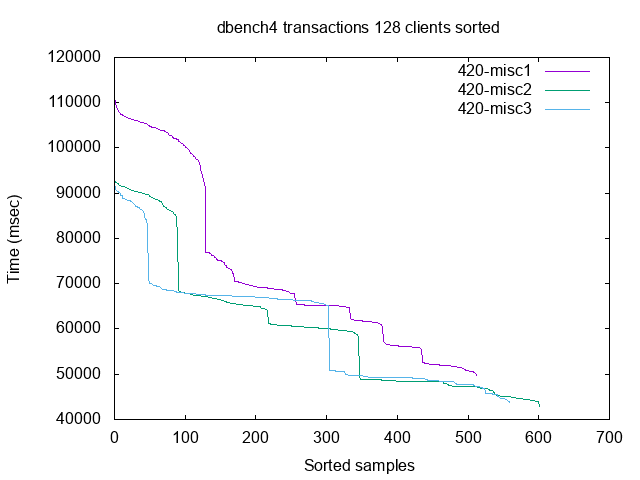 dbench4 transactions 128 clients sorted
420-misc1
420-misc2
420-misc3
120000
110000
100000
90000
80000
70000
60000
50000
40000
Time (msec)
0 100 200 300 400 500 600 700
Sorted samples